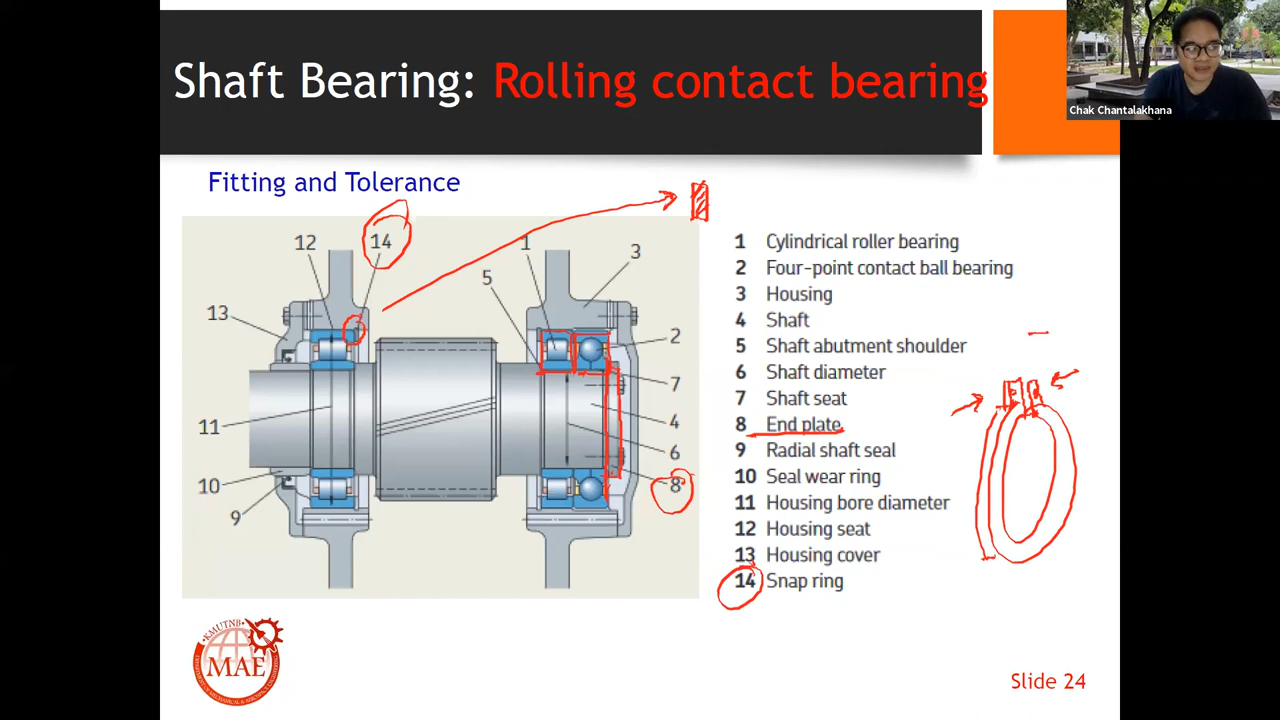 Shaft Bearing: Rolling contact bearing
Chak Chantalakhana
Fitting and Tolerance
12
14
1
3
5
13
2
7
11
4
6
10
8
9
1 Cylindrical roller bearing
2 Four-point contact ball bearing
3 Housing
4 Shaft
5 Shaft abutment shoulder
6 Shaft diameter
7 Shaft seat
8 End plate
9 Radial shaft seal
10 Seal wear ring
11 Housing bore diameter
12 Housing seat
13 Housing cover
14 Snap ring
KMUTNB
MAE
Slide 24